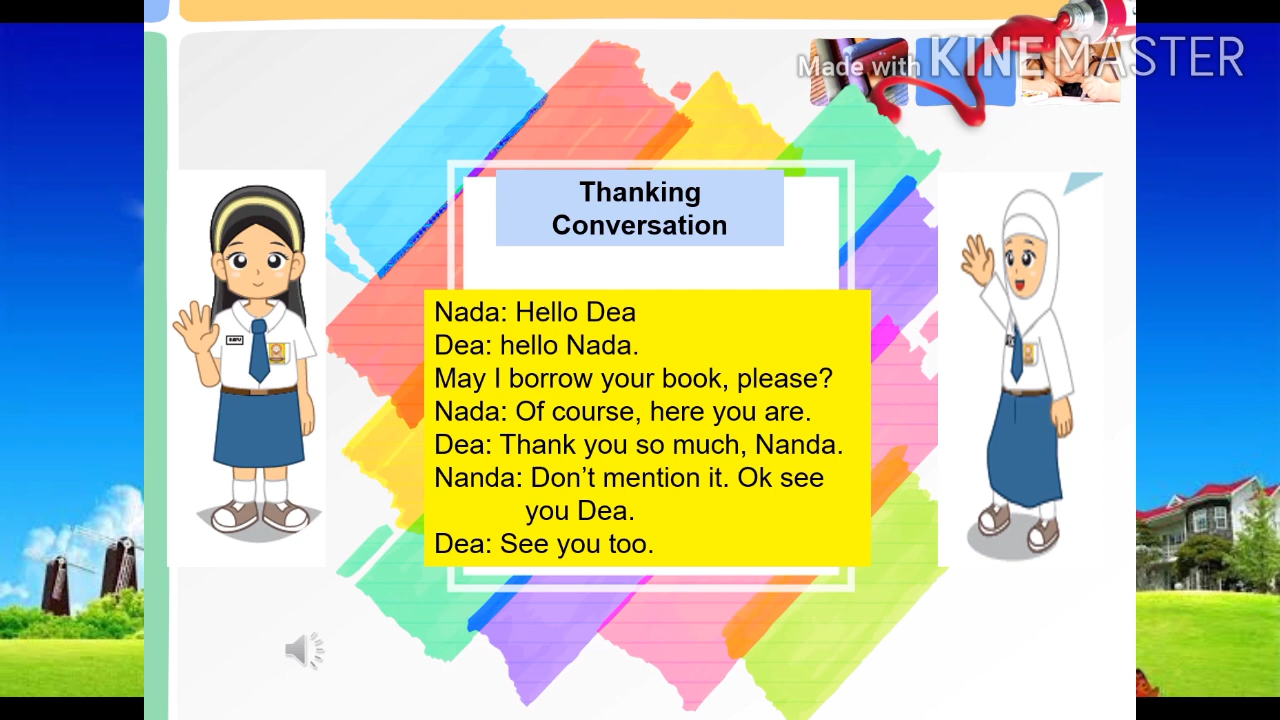 Made with KINEMASTER
Thanking
Conversation
Nada: Hello Dea
Dea: hello Nada.
May I borrow your book, please?
Nada: Of course, here you are.
Dea: Thank you so much, Nanda.
Nanda: Don’t mention it. Ok see
you Dea.
Dea: See you too.